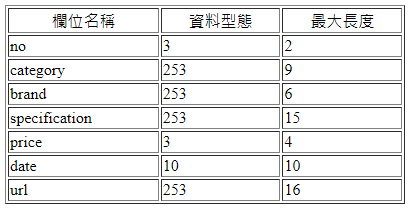 欄位名稱 資料型態 最大長度
no 3 2
category 253 9
brand 253 6
specification 253 15
price 3 4
date 10 10
url 253 16